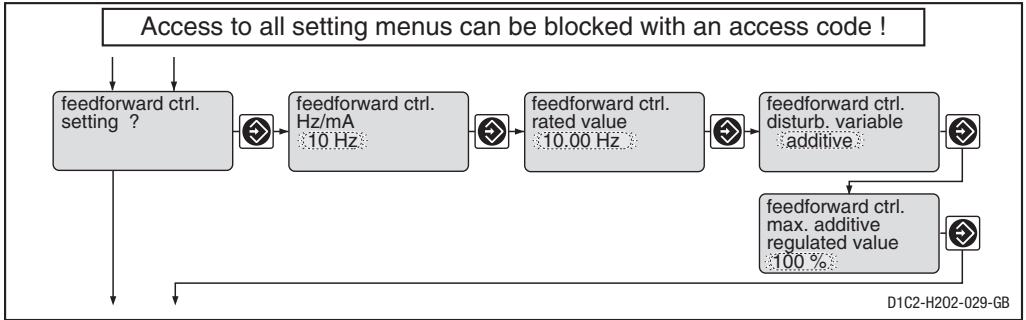 Access to all setting menus can be blocked with an access code !
feedforward ctrl.
setting ?
feedforward ctrl.
Hz/mA
10 Hz
feedforward ctrl.
rated value
10.00 Hz
feedforward ctrl.
disturb. variable
additive
feedforward ctrl.
max. additive
regulated value
100 %
D1C2-H202-029-GB